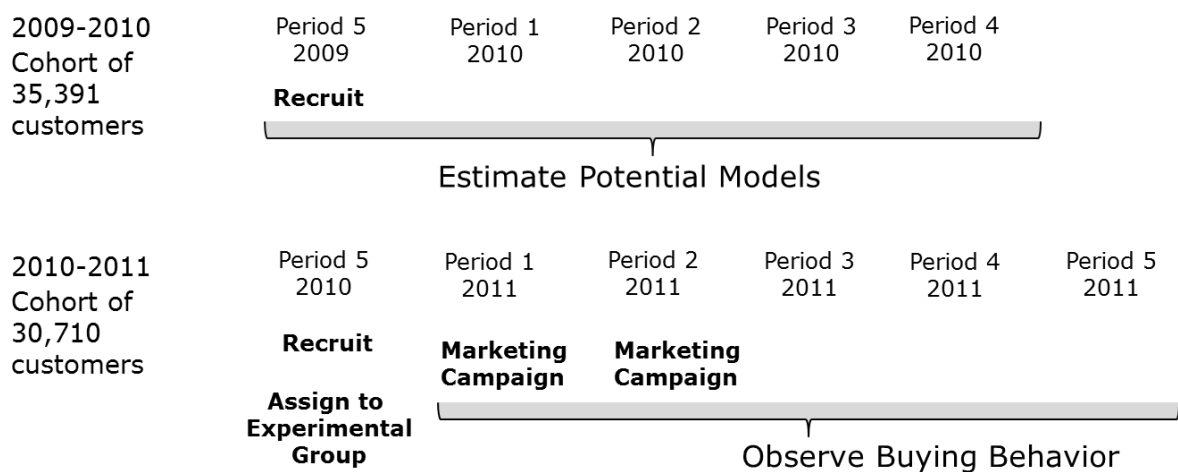 2009-2010
Cohort of
35,391
customers
Period 5
2009
Period 1
2010
Period 2
2010
Period 3
2010
Period 4
2010
Recruit
Estimate Potential Models
2010-2011
Cohort of
30,710
customers
Period 5
2010
Period 1
2011
Period 2
2011
Period 3
2011
Period 4
2011
Period 5
2011
Recruit
Assign to
Experimental
Group
Marketing
Campaign
Marketing
Campaign
Observe Buying Behavior